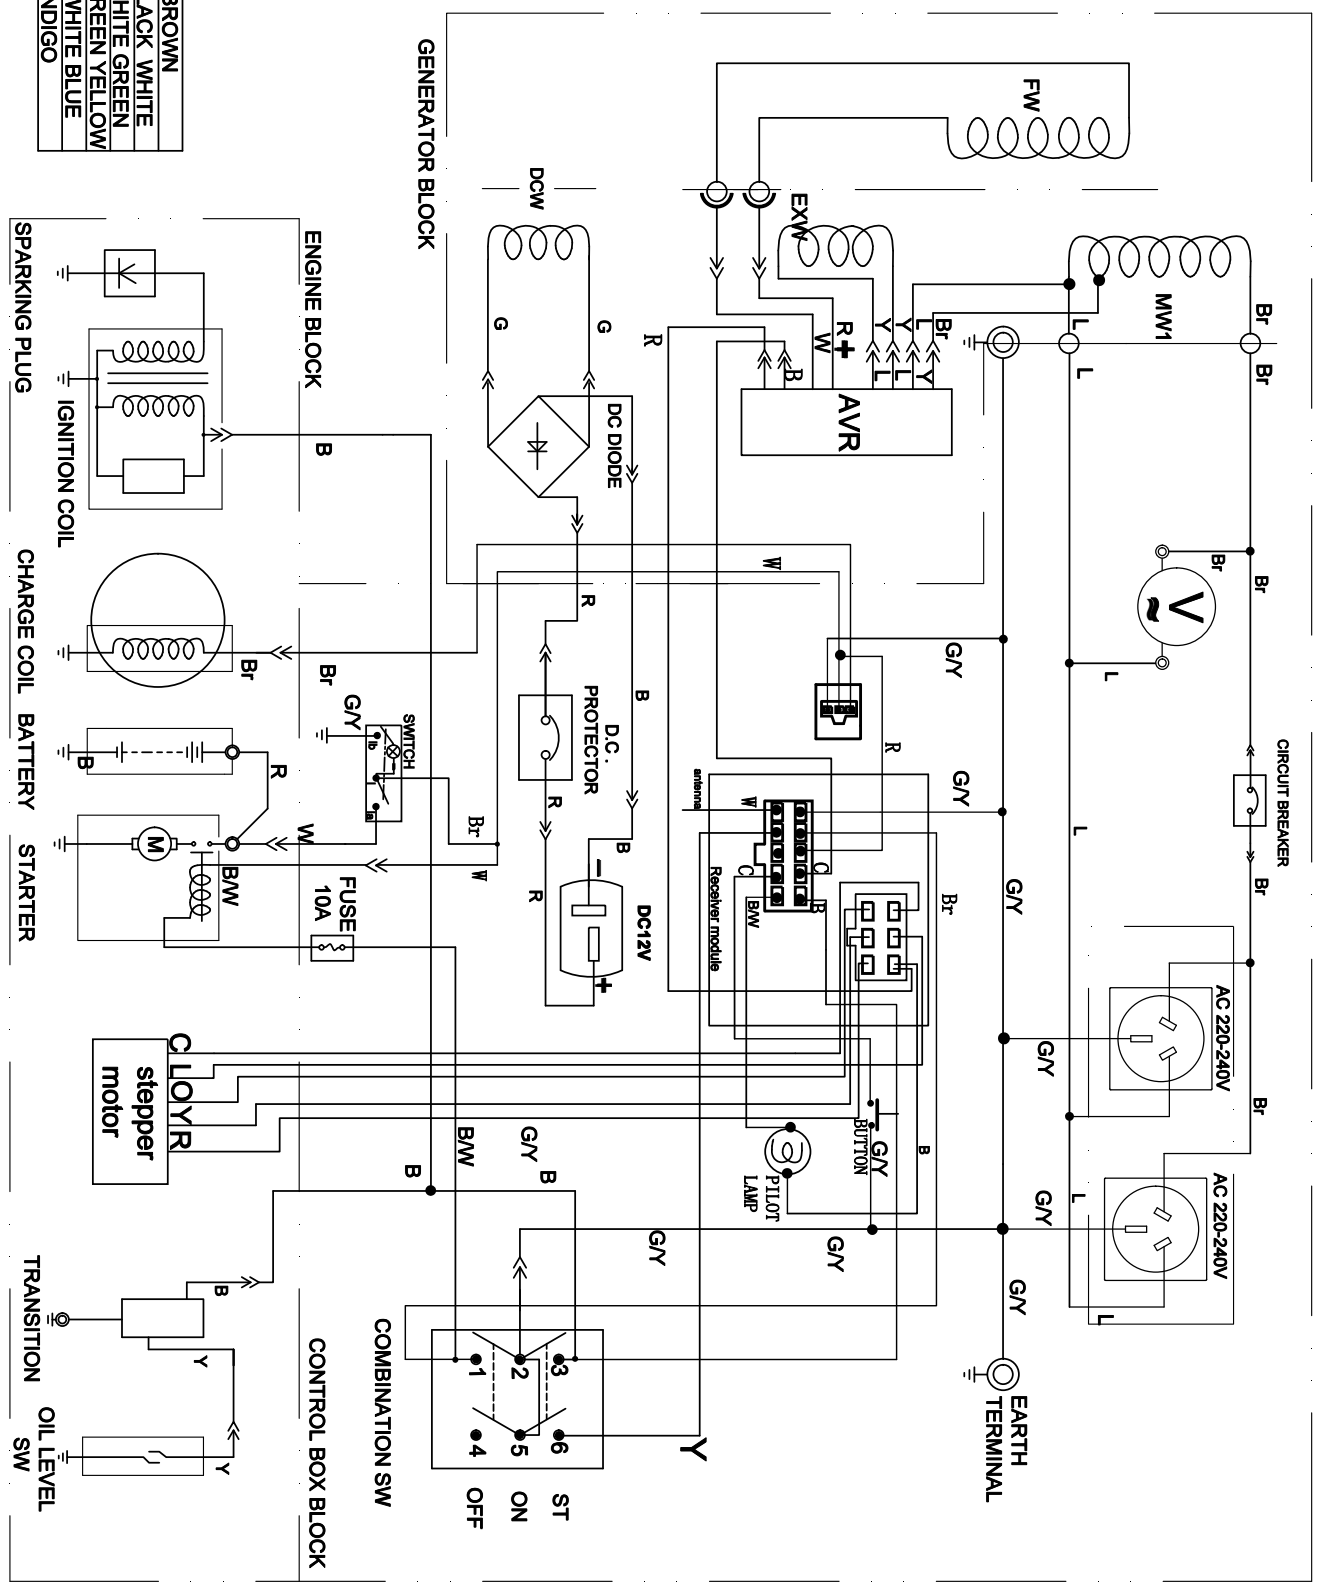 GENERATOR BLOCK
FW
DCW
EXW
MW1
Br
Br
L
L
R
W
+
Y
Y
L
Br
L
L
Y
R
B
AVR
G
G
DC DIODE
BROWN
LACK WHITE
HITE GREEN
REEN YELLOW
WHITE BLUE
NDIGO
ENGINE BLOCK
SPARKING PLUG
IGNITION COIL
B
CHARGE COIL
Br
Br
BATTERY
B
R
STARTER
M
W
B/W
FUSE
10A
SWITCH
G/Y
ib
ia
Br
W
W
R
R
R
R
D.C.
PROTECTOR
B
B
DC12V
−
+
V
≈
Br
Br
L
L
CIRCUIT BREAKER
Br
Br
AC 220-240V
AC 220-240V
L
L
G/Y
G/Y
G/Y
G/Y
G/Y
G/Y
G/Y
G/Y
G/Y
G/Y
R
antenna
W
C
C
B
B/W
Receiver module
Br
B
BUTTON
PILOT
LAMP
C
L
O
Y
R
stepper
motor
B/W
B
B
TRANSITION
B
Y
Y
OIL LEVEL
SW
CONTROL BOX BLOCK
COMBINATION SW
1
2
3
4
5
6
OFF
ON
ST
Y
EARTH
TERMINAL